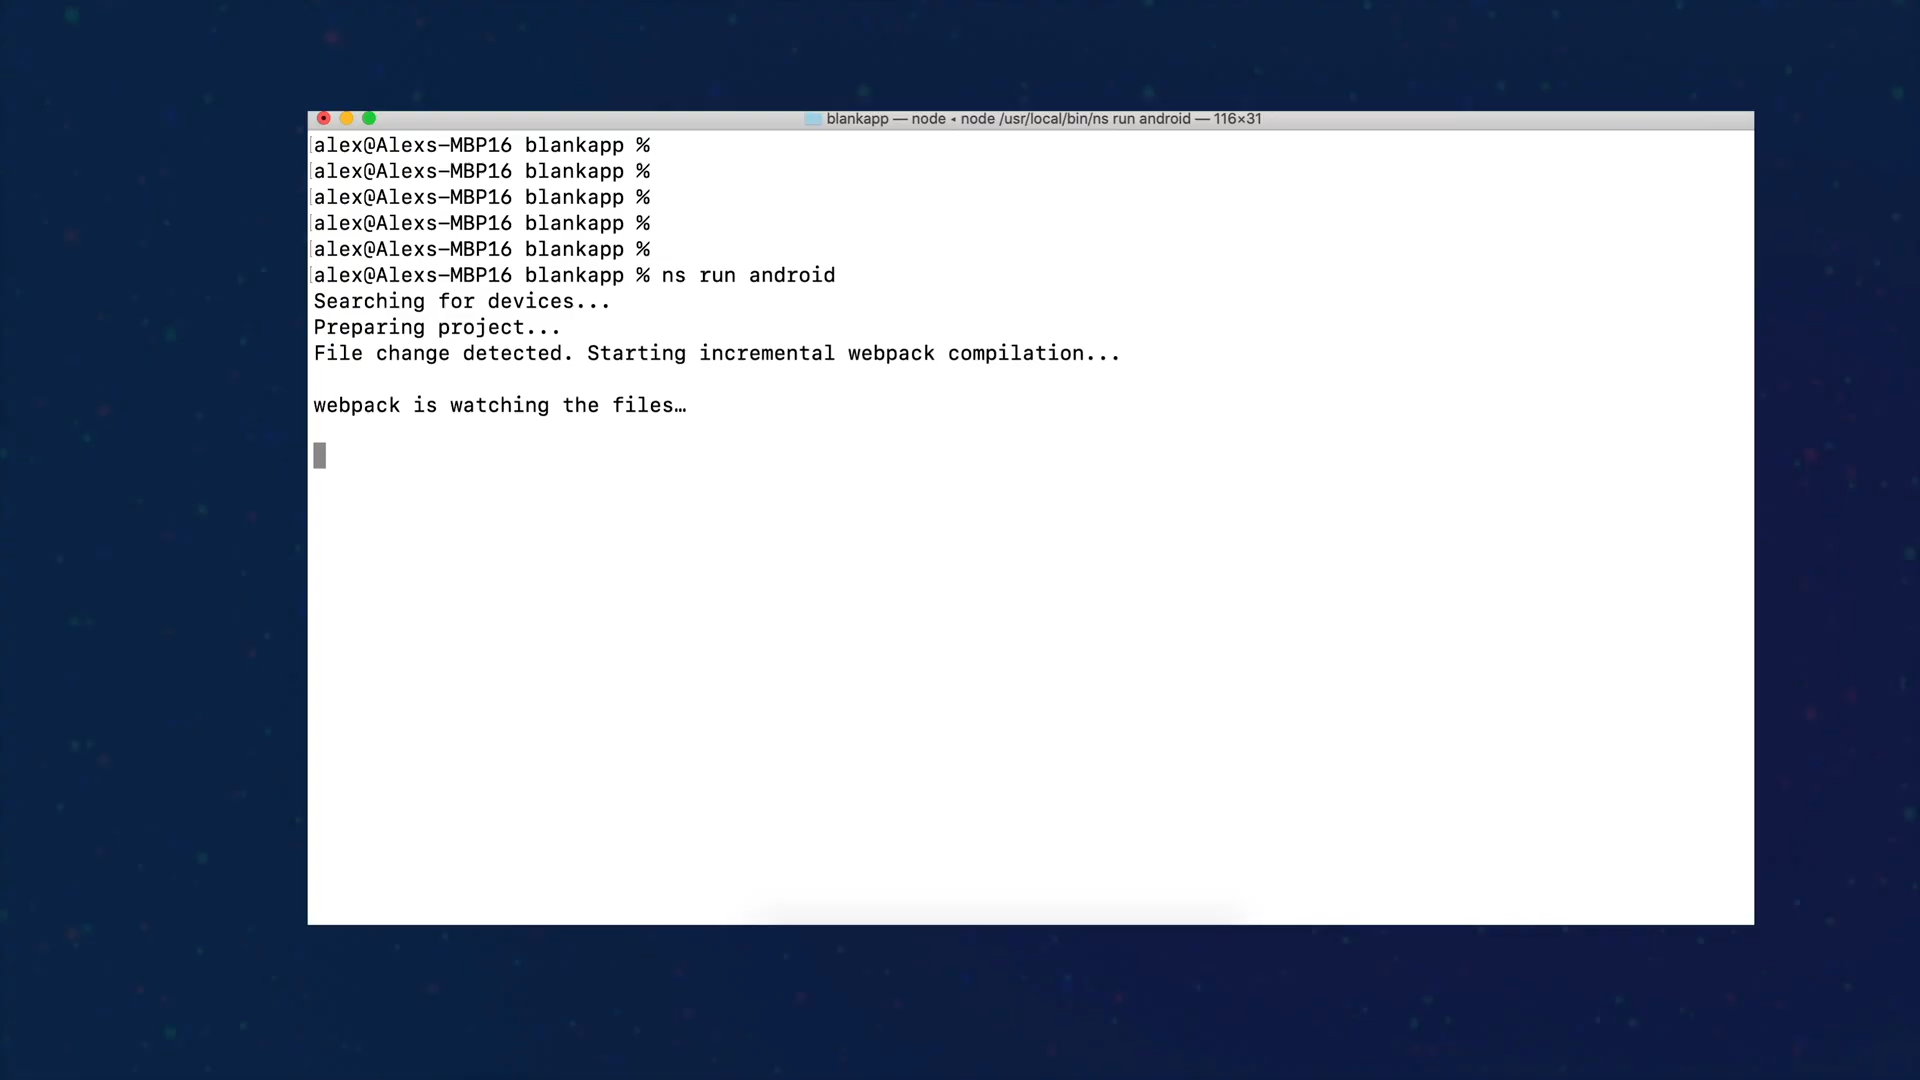 blankapp — node ◂ node /usr/local/bin/ns run android — 116×31
alex@Alexs-MBP16 blankapp %
alex@Alexs-MBP16 blankapp %
alex@Alexs-MBP16 blankapp %
alex@Alexs-MBP16 blankapp %
alex@Alexs-MBP16 blankapp %
alex@Alexs-MBP16 blankapp % ns run android
Searching for devices...
Preparing project...
File change detected. Starting incremental webpack compilation...
webpack is watching the files…